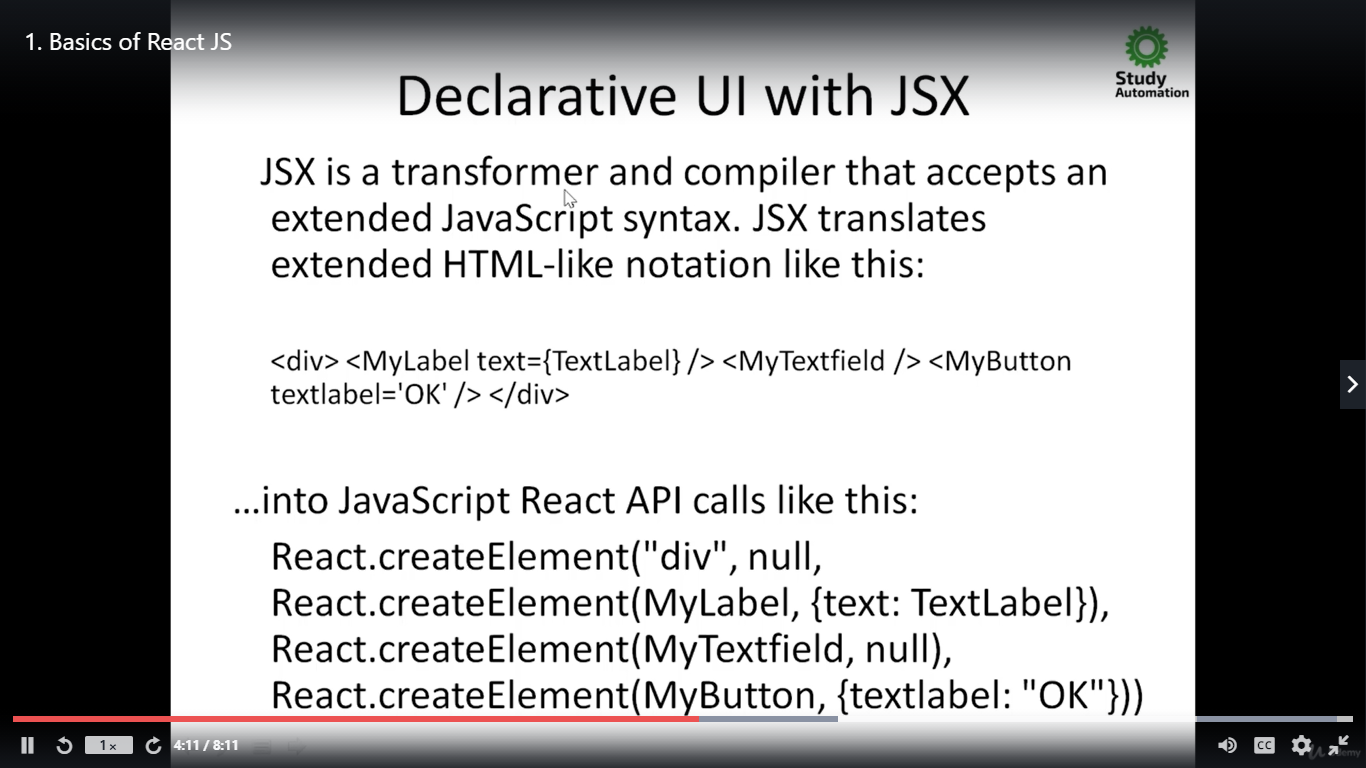 1. Basics of React JS
Study
Automation
Declarative UI with JSX
JSX is a transformer and compiler that accepts an
extended JavaScript syntax. JSX translates
extended HTML-like notation like this:
<div> <MyLabel text={TextLabel} /> <MyTextfield /> <MyButton
textlabel='OK' /> </div>
...into JavaScript React API calls like this:
React.createElement("div", null,
React.createElement(MyLabel, {text: TextLabel}),
React.createElement(MyTextfield, null),
React.createElement(MyButton, {textlabel: "OK"}))
1x
4:11 / 8:11
CC